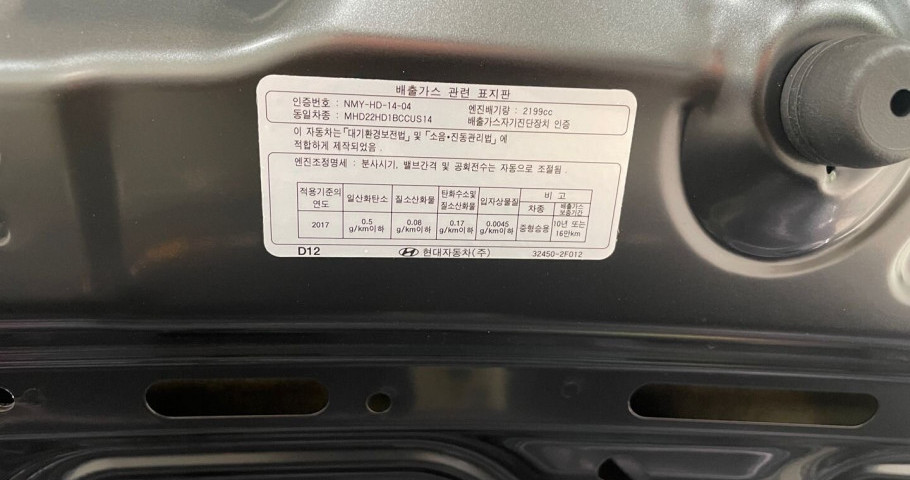 배출가스 관련 표지판
인증번호 : NMY-HD-14-04 엔진배기량 : 2199cc
동일차종 : MHD22HD1BCCUS14 배출가스자기진단장치 인증
이 자동차는「대기환경보전법」및「소음•진동관리법」에
적합하게 제작되었음.
엔진조정명세 : 분사시기, 밸브간격 및 공회전수는 자동으로 조절됨.
적용기준의 연도 일산화탄소 질소산화물 탄화수소및 질소산화물 입자상물질 비 고
차종 배출가스 보증기간
2017 0.5 g/km이하 0.08 g/km이하 0.17 g/km이하 0.0045 g/km이하 중형승용 10년 또는 16만km
D12 현대자동차(주) 32450-2F012